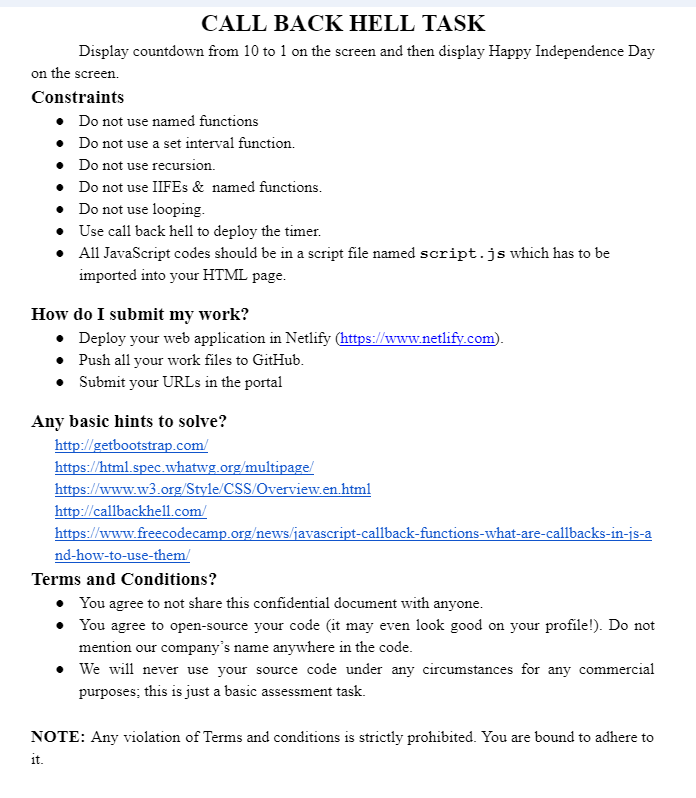 CALL BACK HELL TASK
Display countdown from 10 to 1 on the screen and then display Happy Independence Day
on the screen.
Constraints
● Do not use named functions
● Do not use a set interval function.
● Do not use recursion.
● Do not use IIFEs & named functions.
● Do not use looping.
● Use call back hell to deploy the timer.
● All JavaScript codes should be in a script file named script.js which has to be
imported into your HTML page.
How do I submit my work?
● Deploy your web application in Netlify (https://www.netlify.com).
● Push all your work files to GitHub.
● Submit your URLs in the portal
Any basic hints to solve?
http://getbootstrap.com/
https://html.spec.whatwg.org/multipage/
https://www.w3.org/Style/CSS/Overview.en.html
http://callbackhell.com/
https://www.freecodecamp.org/news/javascript-callback-functions-what-are-callbacks-in-js-a
nd-how-to-use-them/
Terms and Conditions?
● You agree to not share this confidential document with anyone.
● You agree to open-source your code (it may even look good on your profile!). Do not
mention our company's name anywhere in the code.
● We will never use your source code under any circumstances for any commercial
purposes; this is just a basic assessment task.
NOTE: Any violation of Terms and conditions is strictly prohibited. You are bound to adhere to
it.